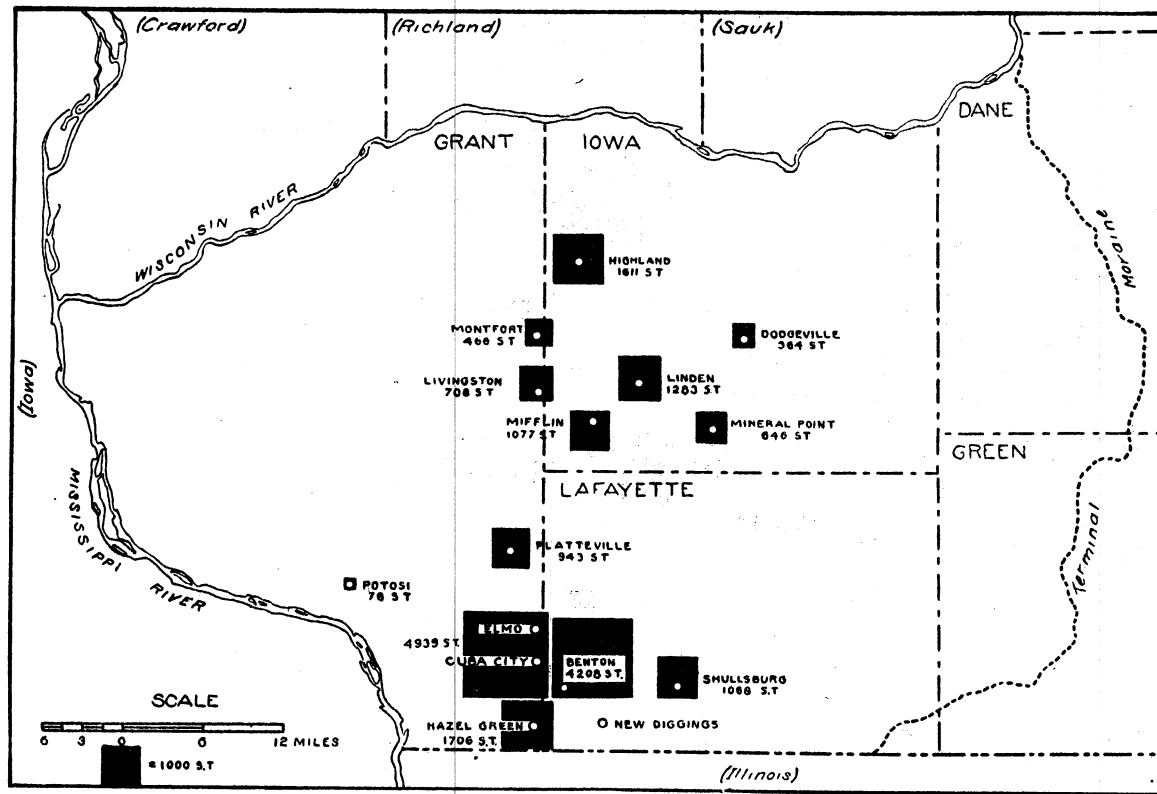 (Crawford)
(Richland)
(Sauk)
DANE
GRANT
IOWA
WISCONSIN RIVER
Moraine
HIGHLAND
1611 S T
MONTFORT
466 S T
DODGEVILLE
364 S T
(Iowa)
LIVINGSTON
708 S T
LINDEN
1283 S.T
MIFFLIN
1077 S T
MINERAL POINT
646 S T
GREEN
LAFAYETTE
MISSISSIPPI
RIVER
PLATTEVILLE
943 S T
Terminal
POTOSI
78 S T
ELMO
4939 S T.
CUBA CITY
BENTON
4208 S T.
SHULLSBURG
1068 S.T
SCALE
HAZEL GREEN
1706 S.T.
NEW DIGGINGS
6 3 0 6 12 MILES
= 1000 S.T
(Illinois)